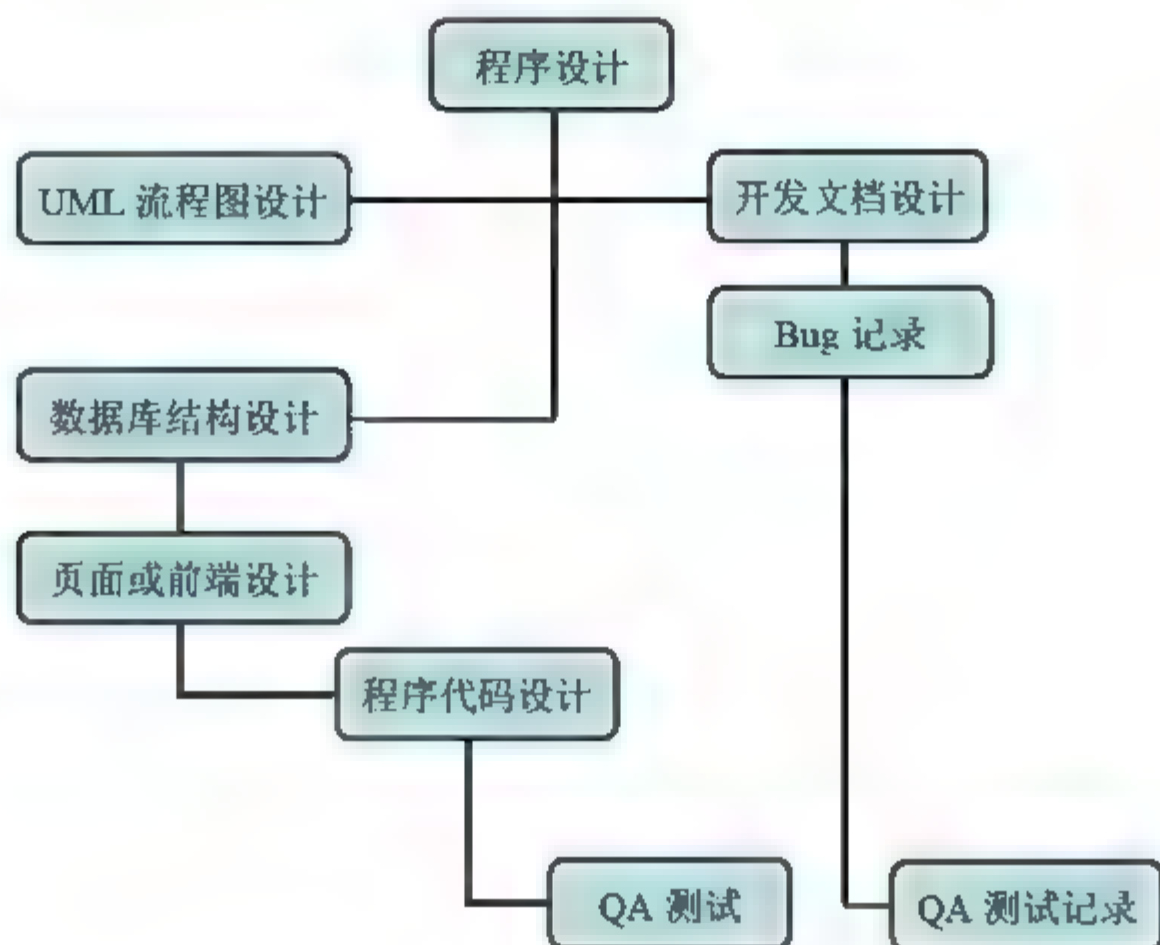 程序设计
UML 流程图设计
开发文档设计
Bug 记录
数据库结构设计
页面或前端设计
程序代码设计
QA 测试
QA 测试记录